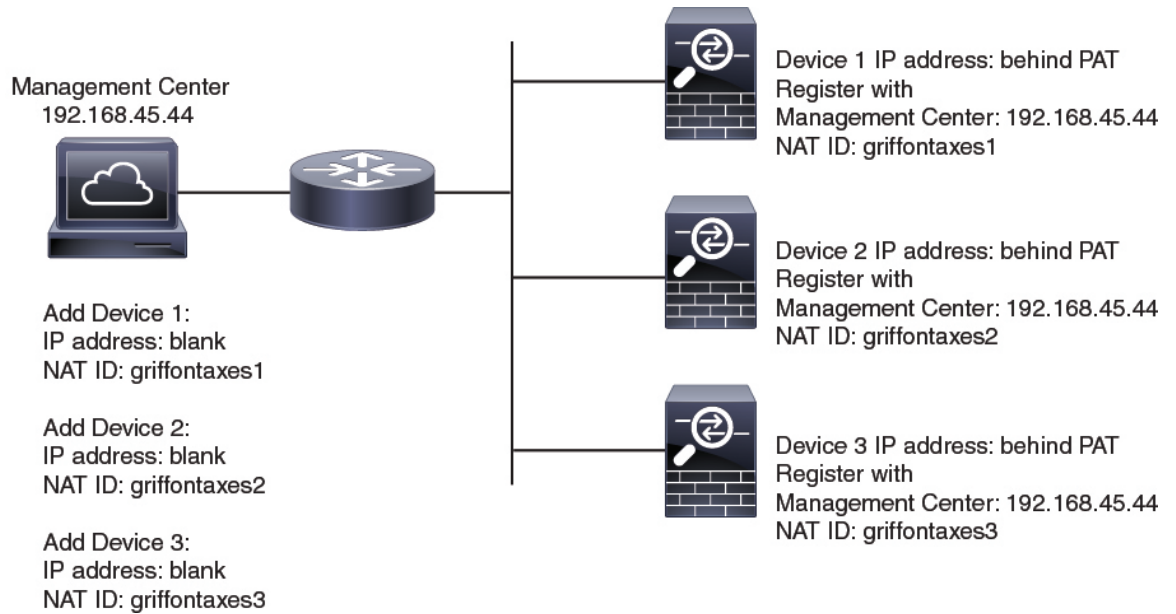 Management Center
192.168.45.44
Add Device 1:
IP address: blank
NAT ID: griffontaxes1
Add Device 2:
IP address: blank
NAT ID: griffontaxes2
Add Device 3:
IP address: blank
NAT ID: griffontaxes3
Device 1 IP address: behind PAT
Register with
Management Center: 192.168.45.44
NAT ID: griffontaxes1
Device 2 IP address: behind PAT
Register with
Management Center: 192.168.45.44
NAT ID: griffontaxes2
Device 3 IP address: behind PAT
Register with
Management Center: 192.168.45.44
NAT ID: griffontaxes3